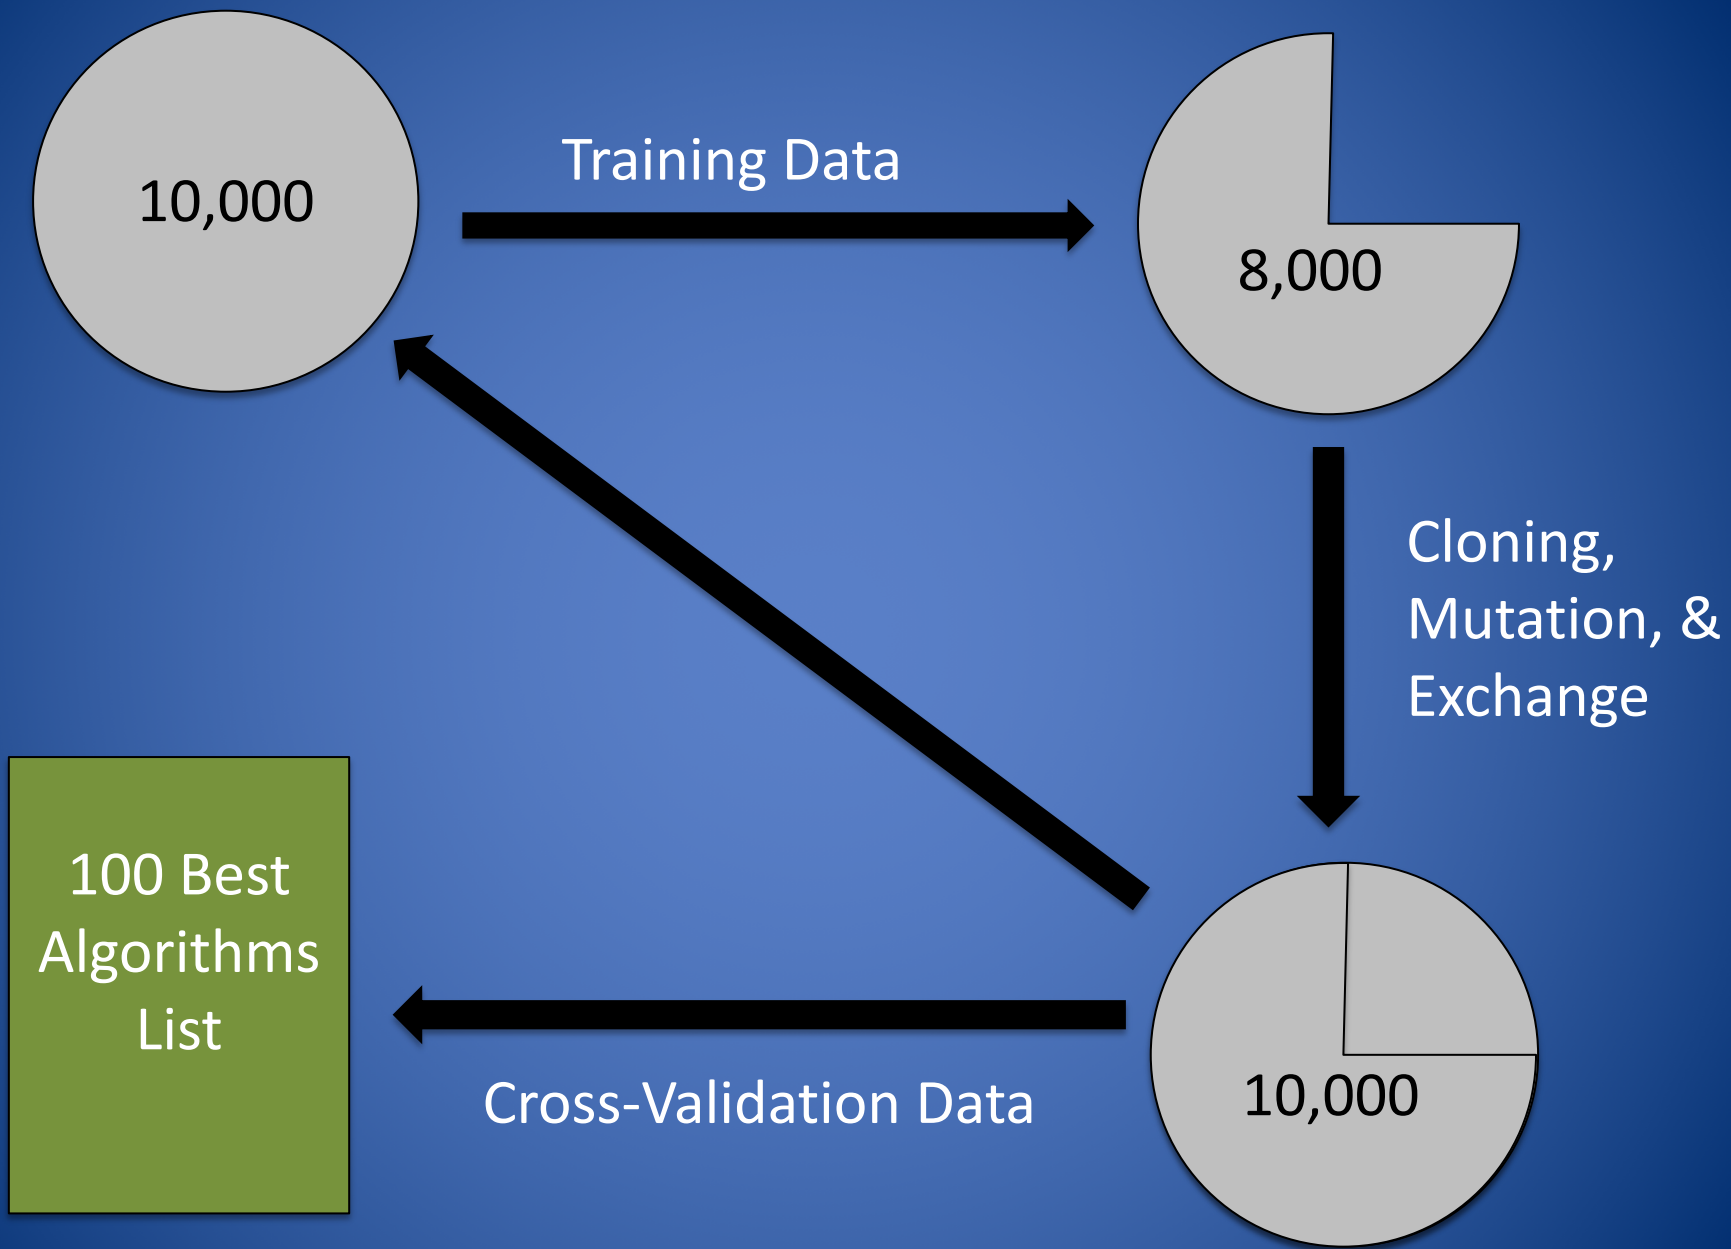 10,000
Training Data
8,000
Cloning,
Mutation, &
Exchange
100 Best
Algorithms
List
Cross-Validation Data
10,000